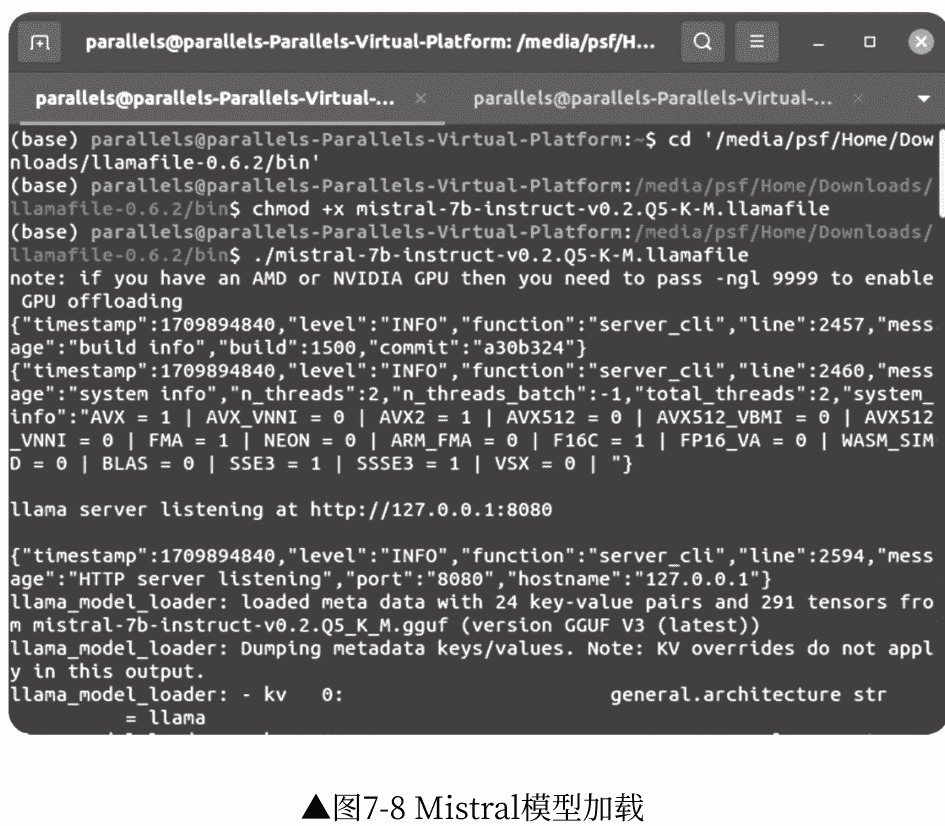 parallels@parallels-Parallels-Virtual-Platform: /media/psf/H...
parallels@parallels-Parallels-Virtual-... × parallels@parallels-Parallels-Virtual-... ×
(base) parallels@parallels-Parallels-Virtual-Platform:~$ cd '/media/psf/Home/Dow
nloads/llamafile-0.6.2/bin'
(base) parallels@parallels-Parallels-Virtual-Platform:/media/psf/Home/Downloads/
llamafile-0.6.2/bin$ chmod +x mistral-7b-instruct-v0.2.Q5-K-M.llamafile
(base) parallels@parallels-Parallels-Virtual-Platform:/media/psf/Home/Downloads/
llamafile-0.6.2/bin$ ./mistral-7b-instruct-v0.2.Q5-K-M.llamafile
note: if you have an AMD or NVIDIA GPU then you need to pass -ngl 9999 to enable
 GPU offloading
{"timestamp":1709894840,"level":"INFO","function":"server_cli","line":2457,"mess
age":"build info","build":1500,"commit":"a30b324"}
{"timestamp":1709894840,"level":"INFO","function":"server_cli","line":2460,"mess
age":"system info","n_threads":2,"n_threads_batch":-1,"total_threads":2,"system_
info":"AVX = 1 | AVX_VNNI = 0 | AVX2 = 1 | AVX512 = 0 | AVX512_VBMI = 0 | AVX512
_VNNI = 0 | FMA = 1 | NEON = 0 | ARM_FMA = 0 | F16C = 1 | FP16_VA = 0 | WASM_SIM
D = 0 | BLAS = 0 | SSE3 = 1 | SSSE3 = 1 | VSX = 0 | "}
llama server listening at http://127.0.0.1:8080
{"timestamp":1709894840,"level":"INFO","function":"server_cli","line":2594,"mess
age":"HTTP server listening","port":"8080","hostname":"127.0.0.1"}
llama_model_loader: loaded meta data with 24 key-value pairs and 291 tensors fro
m mistral-7b-instruct-v0.2.Q5_K_M.gguf (version GGUF V3 (latest))
llama_model_loader: Dumping metadata keys/values. Note: KV overrides do not appl
y in this output.
llama_model_loader: - kv   0:                       general.architecture str
          = llama
▲图7-8 Mistral模型加载